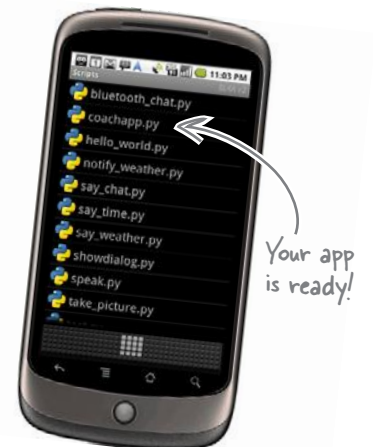 11:03 PM
Scripts
bluetooth_chat.py
coachapp.py
hello_world.py
notify_weather.py
say_chat.py
say_time.py
say_weather.py
showdialog.py
speak.py
take_picture.py
Your app
is ready!